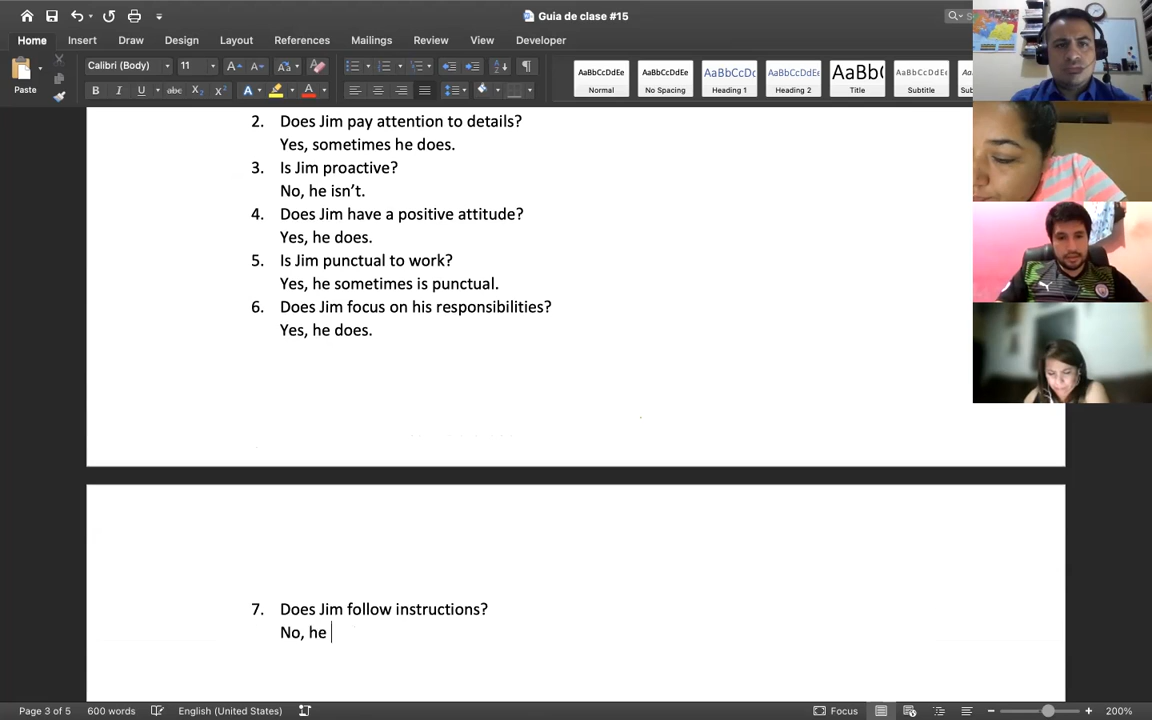 Guia de clase #15
Home Insert Draw Design Layout References Mailings Review View Developer
Paste
Calibri (Body) 11
AaBbCcDdEe AaBbCcDdEe AaBbCcDc AaBbCcDdEe AaBb( AaBbCcDdEe
Normal No Spacing Heading 1 Heading 2 Title Subtitle
2. Does Jim pay attention to details?
Yes, sometimes he does.
3. Is Jim proactive?
No, he isn’t.
4. Does Jim have a positive attitude?
Yes, he does.
5. Is Jim punctual to work?
Yes, he sometimes is punctual.
6. Does Jim focus on his responsibilities?
Yes, he does.
7. Does Jim follow instructions?
No, he
Page 3 of 5 600 words English (United States) Focus 200%